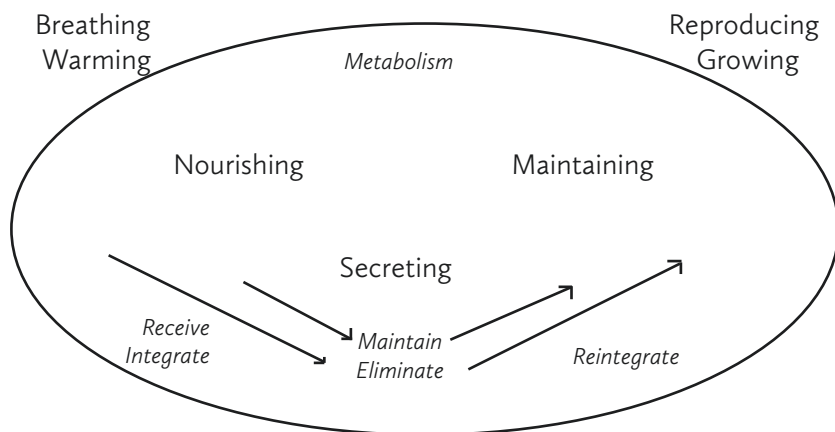 Breathing
Warming
Reproducing
Growing
Metabolism
Nourishing
Maintaining
Secreting
Receive
Integrate
Maintain
Eliminate
Reintegrate